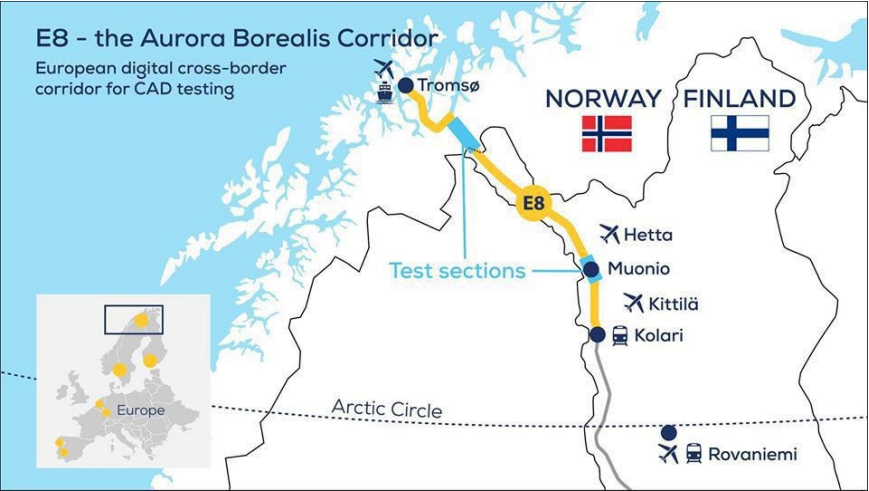 E8 - the Aurora Borealis Corridor
European digital cross-border
corridor for CAD testing
Tromsø
NORWAY
FINLAND
E8
Hetta
Test sections
Muonio
Kittilä
Kolari
Europe
Arctic Circle
Rovaniemi